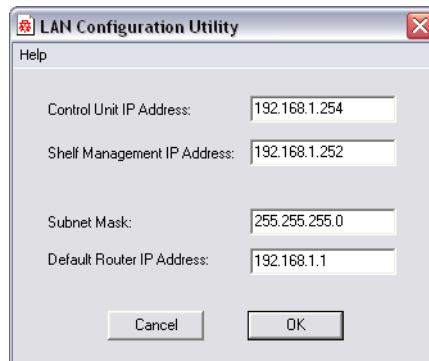 LAN Configuration Utility
Help
Control Unit IP Address: 192.168.1.254
Shelf Management IP Address: 192.168.1.252
Subnet Mask: 255.255.255.0
Default Router IP Address: 192.168.1.1
Cancel OK